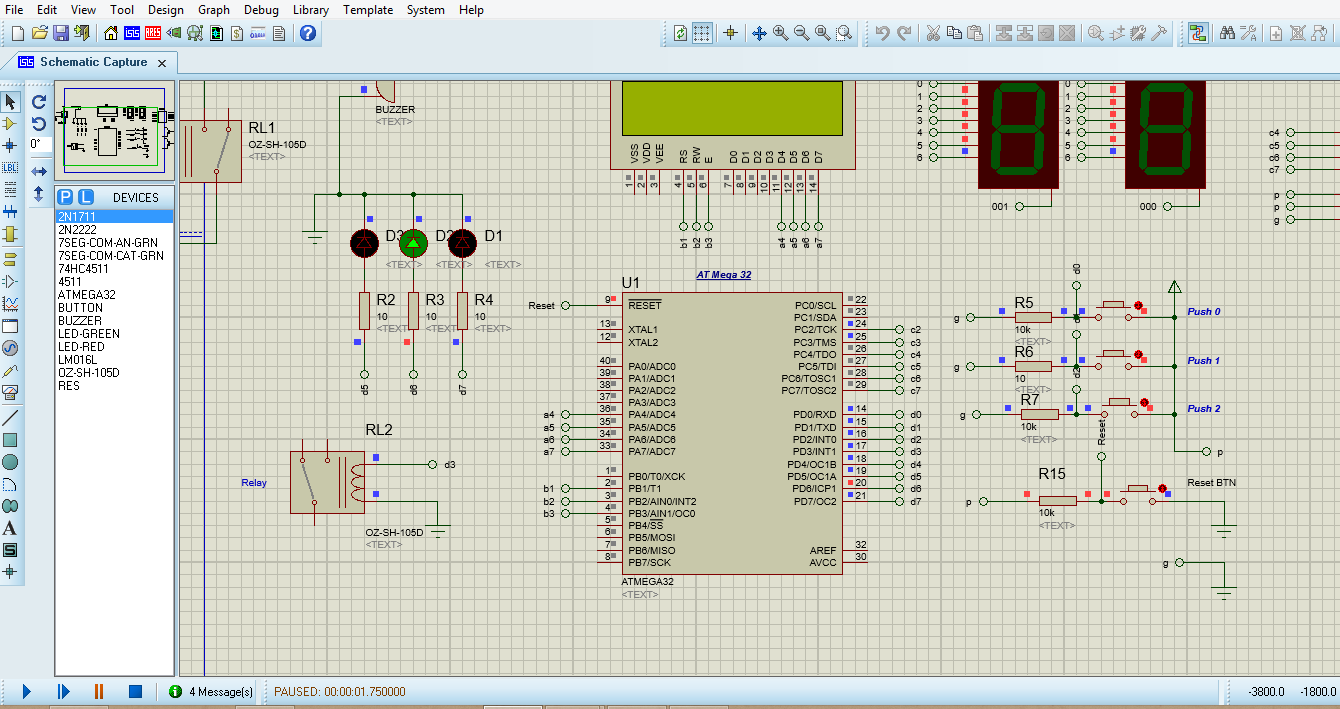 File Edit View Tool Design Graph Debug Library Template System Help
Schematic Capture
0°
P L DEVICES
2N1711
2N2222
7SEG-COM-AN-GRN
7SEG-COM-CAT-GRN
74HC4511
4511
ATMEGA32
BUTTON
BUZZER
LED-GREEN
LED-RED
LM016L
OZ-SH-105D
RES
RL1
OZ-SH-105D
<TEXT>
BUZZER
<TEXT>
VSS VDD VEE RS RW E D0 D1 D2 D3 D4 D5 D6 D7
1 2 3 4 5 6 7 8 9 10 11 12 13 14
b1 b2 b3 a4 a5 a6 a7
0 1 2 3 4 5 6
001
0 1 2 3 4 5 6
000
c4
c5
c6
c7
p
p
g
D3 D2 D1
<TEXT> <TEXT> <TEXT>
R2 R3 R4
10 10 10
<TEXT> <TEXT> <TEXT>
d5 d6 d7
RL2
d3
Relay
OZ-SH-105D
<TEXT>
AT Mega 32
U1
Reset 9 RESET
13 XTAL1
12 XTAL2
40 PA0/ADC0
39 PA1/ADC1
38 PA2/ADC2
37 PA3/ADC3
a4 36 PA4/ADC4
a5 35 PA5/ADC5
a6 34 PA6/ADC6
a7 33 PA7/ADC7
1 PB0/T0/XCK
b1 2 PB1/T1
b2 3 PB2/AIN0/INT2
b3 4 PB3/AIN1/OC0
5 PB4/SS
6 PB5/MOSI
7 PB6/MISO
8 PB7/SCK
PC0/SCL 22
PC1/SDA 23
PC2/TCK 24 c2
PC3/TMS 25 c3
PC4/TDO 26 c4
PC5/TDI 27 c5
PC6/TOSC1 28 c6
PC7/TOSC2 29 c7
PD0/RXD 14 d0
PD1/TXD 15 d1
PD2/INT0 16 d2
PD3/INT1 17 d3
PD4/OC1B 18 d4
PD5/OC1A 19 d5
PD6/ICP1 20 d6
PD7/OC2 21 d7
AREF 32
AVCC 30
ATMEGA32
<TEXT>
d0
R5
g
10k
<TEXT>
Push 0
R6
g
10
<TEXT>
d2
Push 1
R7
g
10k
<TEXT>
Push 2
Reset
p
R15
p
10k
<TEXT>
Reset BTN
g
4 Message(s) PAUSED: 00:00:01.750000 -3800.0 -1800.0